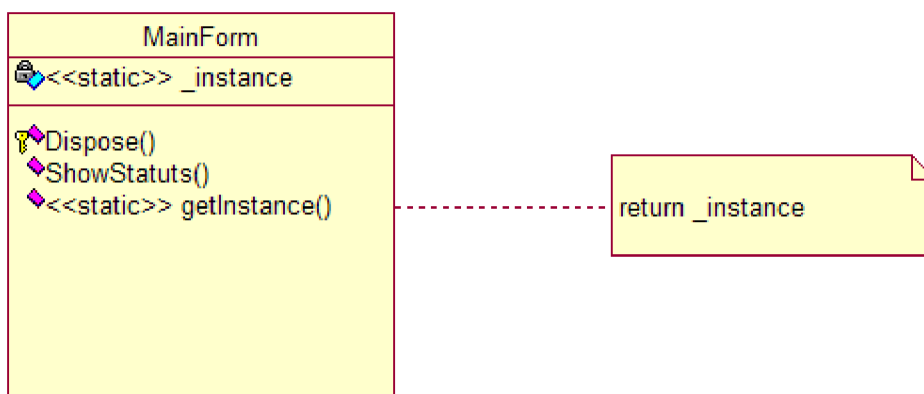 MainForm
<<static>> _instance
Dispose()
ShowStatuts()
<<static>> getInstance()
return _instance